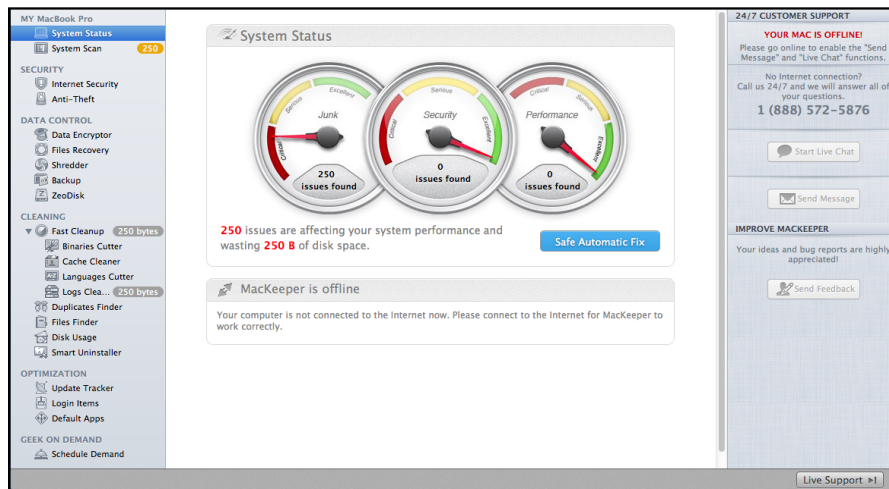 MY MacBook Pro
System Status
System Scan 250
SECURITY
Internet Security
Anti-Theft
DATA CONTROL
Data Encryptor
Files Recovery
Shredder
Backup
ZeoDisk
CLEANING
Fast Cleanup 250 bytes
Binaries Cutter
Cache Cleaner
Languages Cutter
Logs Clea... 250 bytes
Duplicates Finder
Files Finder
Disk Usage
Smart Uninstaller
OPTIMIZATION
Update Tracker
Login Items
Default Apps
GEEK ON DEMAND
Schedule Demand
System Status
Critical Serious Excellent
Junk
250
issues found
Critical Serious Excellent
Security
0
issues found
Critical Serious Excellent
Performance
0
issues found
250 issues are affecting your system performance and
wasting 250 B of disk space.
Safe Automatic Fix
MacKeeper is offline
Your computer is not connected to the Internet now. Please connect to the Internet for MacKeeper to
work correctly.
24/7 CUSTOMER SUPPORT
YOUR MAC IS OFFLINE!
Please go online to enable the "Send
Message" and "Live Chat" functions.
No Internet connection?
Call us 24/7 and we will answer all of
your questions.
1 (888) 572-5876
Start Live Chat
Send Message
IMPROVE MACKEEPER
Your ideas and bug reports are highly
appreciated!
Send Feedback
Live Support